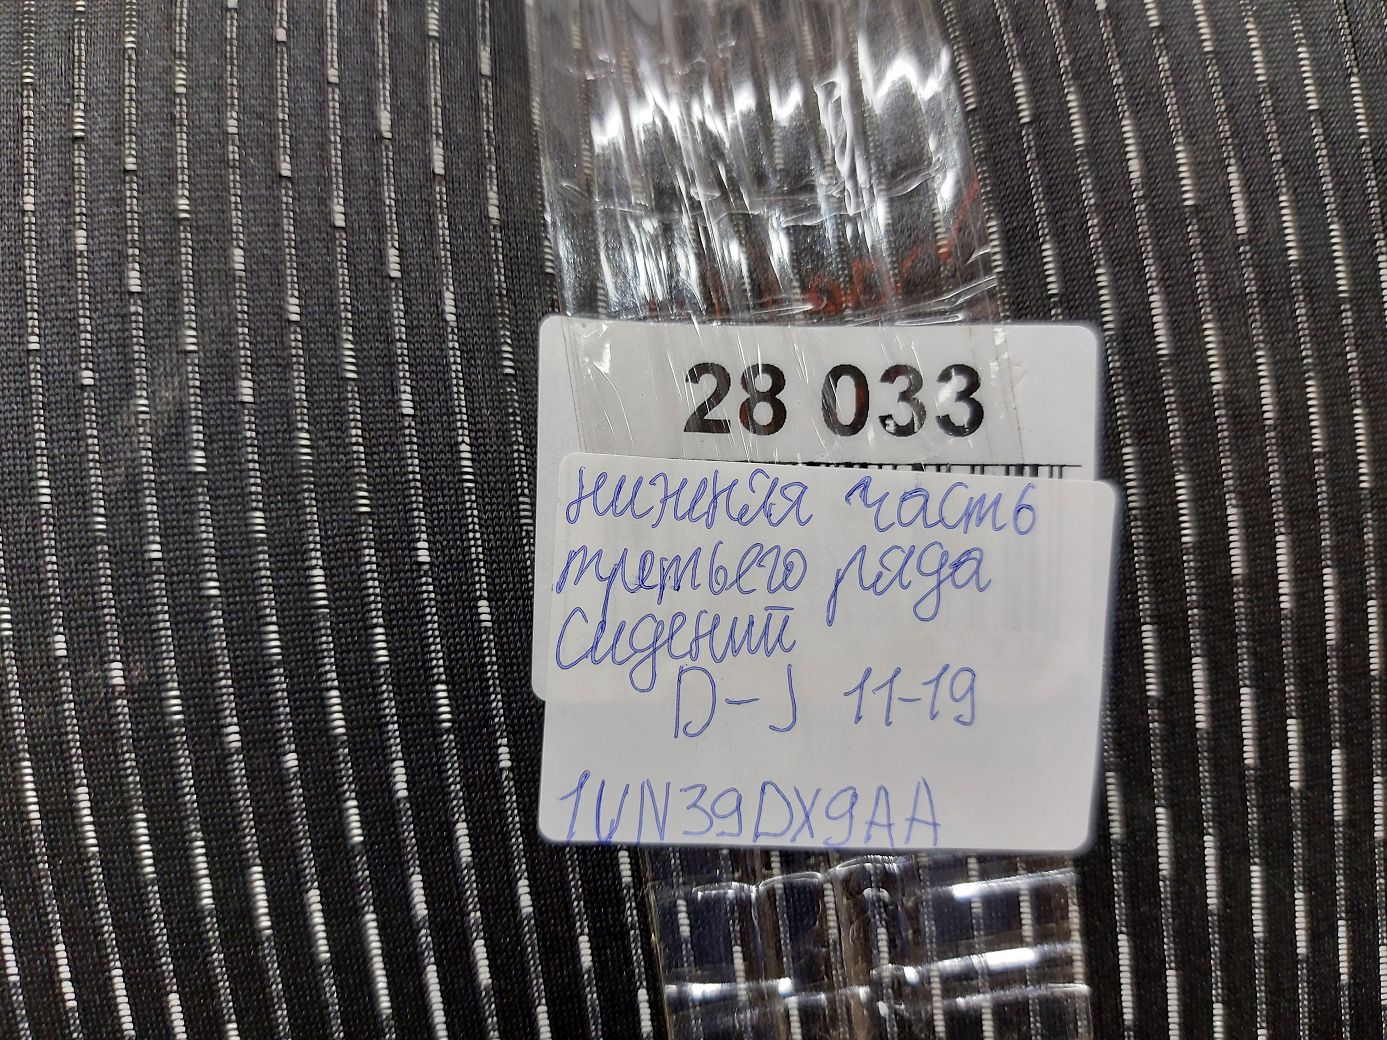 28 033
нижняя часть
третьего ряда
сидений
D-J 11-19
1UN39DX9AA